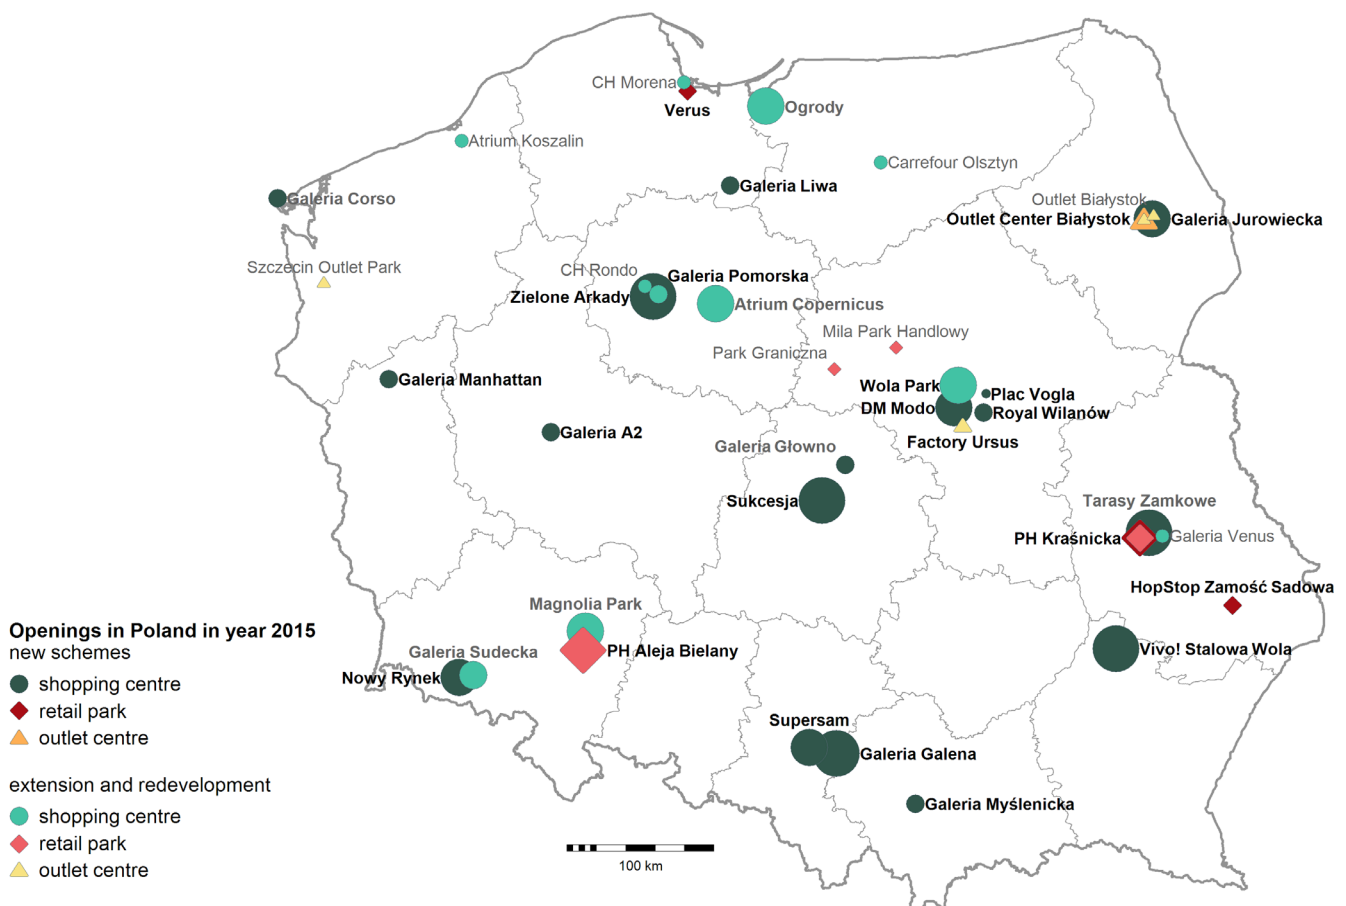 CH Morena
Verus
Ogrody
Atrium Koszalin
Carrefour Olsztyn
Galeria Liwa
Galeria Corso
Outlet Białystok
Outlet Center Białystok
Galeria Jurowiecka
Szczecin Outlet Park
CH Rondo
Galeria Pomorska
Zielone Arkady
Atrium Copernicus
Mila Park Handlowy
Park Graniczna
Galeria Manhattan
Wola Park
Plac Vogla
DM Modo
Royal Wilanów
Galeria A2
Factory Ursus
Galeria Głowno
Sukcesja
Tarasy Zamkowe
PH Kraśnicka
Galeria Venus
HopStop Zamość Sadowa
Magnolia Park
PH Aleja Bielany
Vivo! Stalowa Wola
Galeria Sudecka
Nowy Rynek
Supersam
Galeria Galena
Galeria Myślenicka
Openings in Poland in year 2015
new schemes
shopping centre
retail park
outlet centre
extension and redevelopment
shopping centre
retail park
outlet centre
100 km